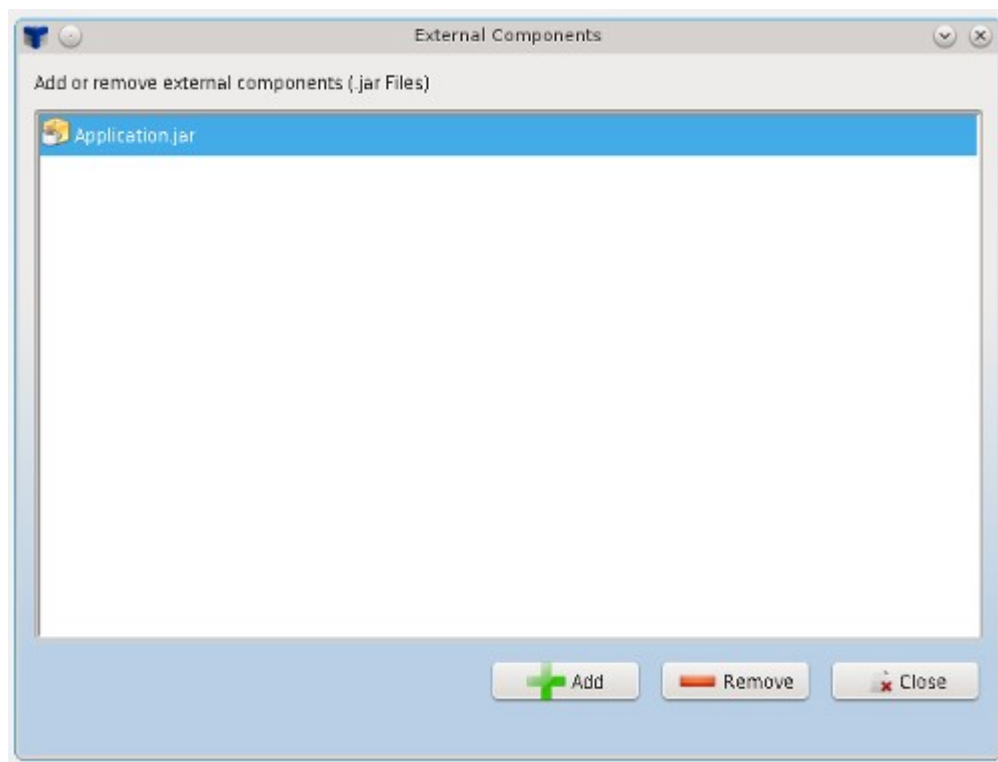 External Components
Add or remove external components (.jar Files)
Application.jar
Add
Remove
Close